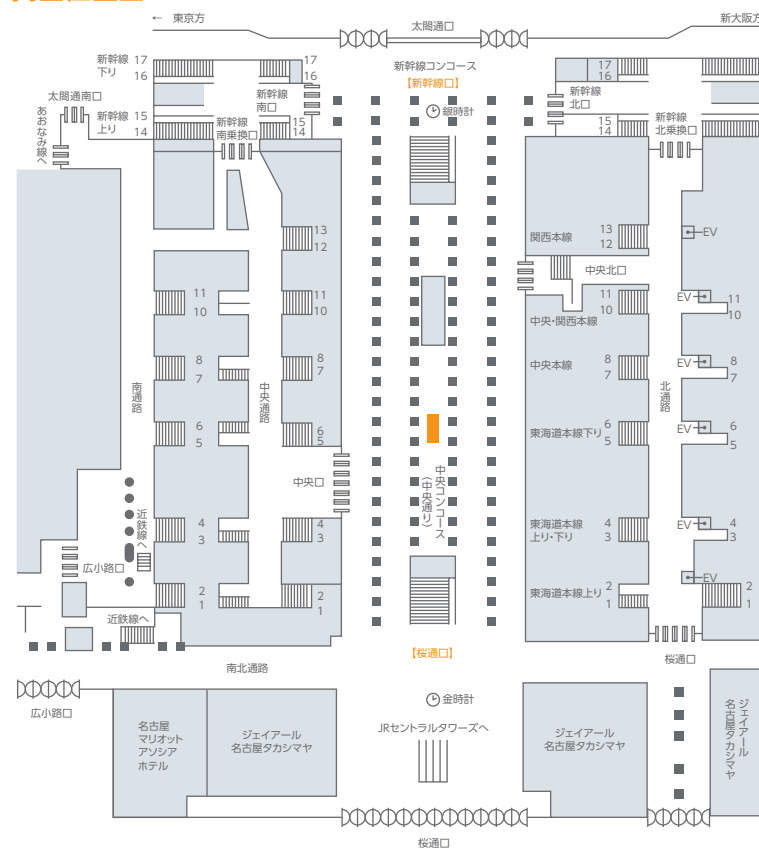 ← 東京方
太閤通口
新大阪方
新幹線
下り
17
16
17
16
新幹線コンコース
【新幹線口】
17
16
新幹線
南口
新幹線
北口
太閤通南口
あおなみ線へ
新幹線
上り
15
14
新幹線
南乗換口
15
14
銀時計
15
14
新幹線
北乗換口
13
12
関西本線
13
12
EV
中央北口
11
10
11
10
11
10
中央・関西本線
EV
11
10
8
7
8
7
中央本線
8
7
EV
8
7
南通路
中央通路
北通路
6
5
6
5
東海道本線下り
6
5
EV
6
5
中央口
中央コンコース
(中央通り)
近鉄線へ
4
3
4
3
東海道本線
上り・下り
4
3
EV
4
3
広小路口
2
1
2
1
東海道本線上り
2
1
EV
2
1
近鉄線へ
【桜通口】
桜通口
南北通路
広小路口
金時計
名古屋
マリオット
アソシア
ホテル
ジェイアール
名古屋タカシマヤ
JRセントラルタワーズへ
ジェイアール
名古屋タカシマヤ
ジェイアール
名古屋タカシマヤ
桜通口